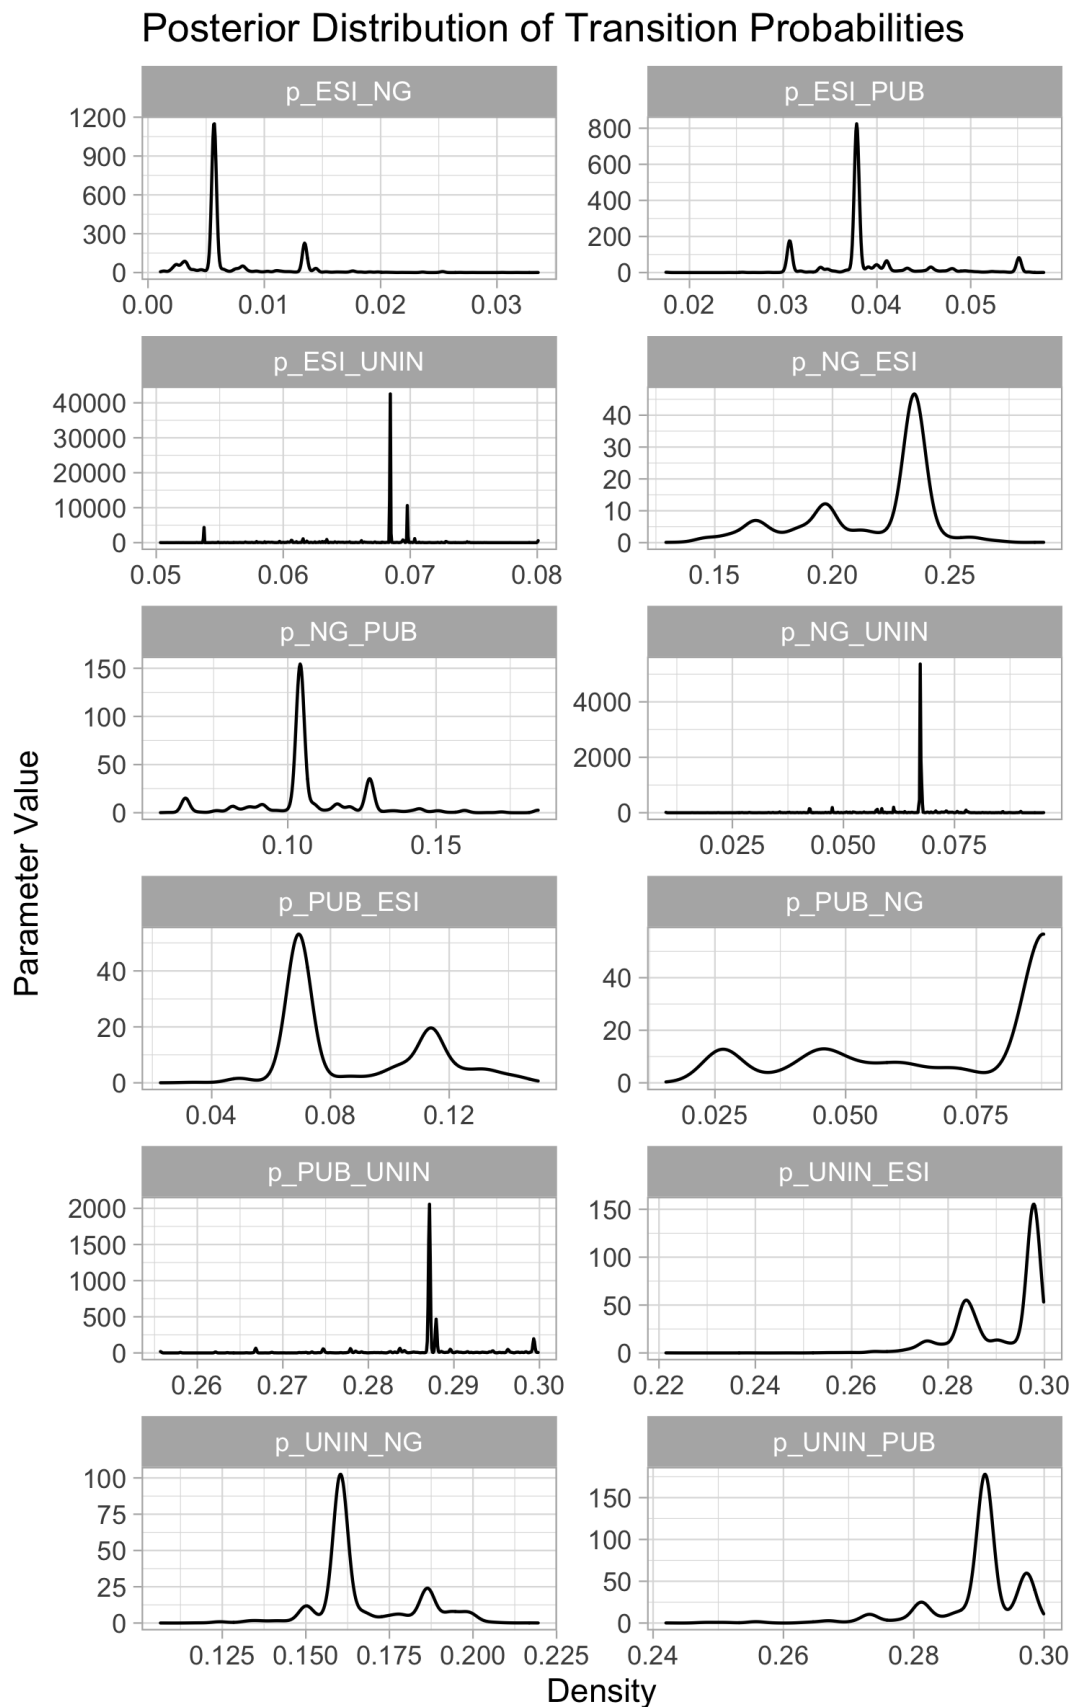 Posterior Distribution of Transition Probabilities
p_ESI_NG
p_ESI_PUB
1200
900
600
300
0
800
600
400
200
0
0.00 0.01 0.02 0.03
0.02 0.03 0.04 0.05
p_ESI_UNIN
p_NG_ESI
40000
30000
20000
10000
0
40
30
20
10
0
0.05 0.06 0.07 0.08
0.15 0.20 0.25
p_NG_PUB
p_NG_UNIN
150
100
50
0
4000
2000
0
0.10 0.15
0.025 0.050 0.075
Parameter Value
p_PUB_ESI
p_PUB_NG
40
20
0
40
20
0
0.04 0.08 0.12
0.025 0.050 0.075
p_PUB_UNIN
p_UNIN_ESI
2000
1500
1000
500
0
150
100
50
0
0.26 0.27 0.28 0.29 0.30
0.22 0.24 0.26 0.28 0.30
p_UNIN_NG
p_UNIN_PUB
100
75
50
25
0
150
100
50
0
0.125 0.150 0.175 0.200 0.225
0.24 0.26 0.28 0.30
Density